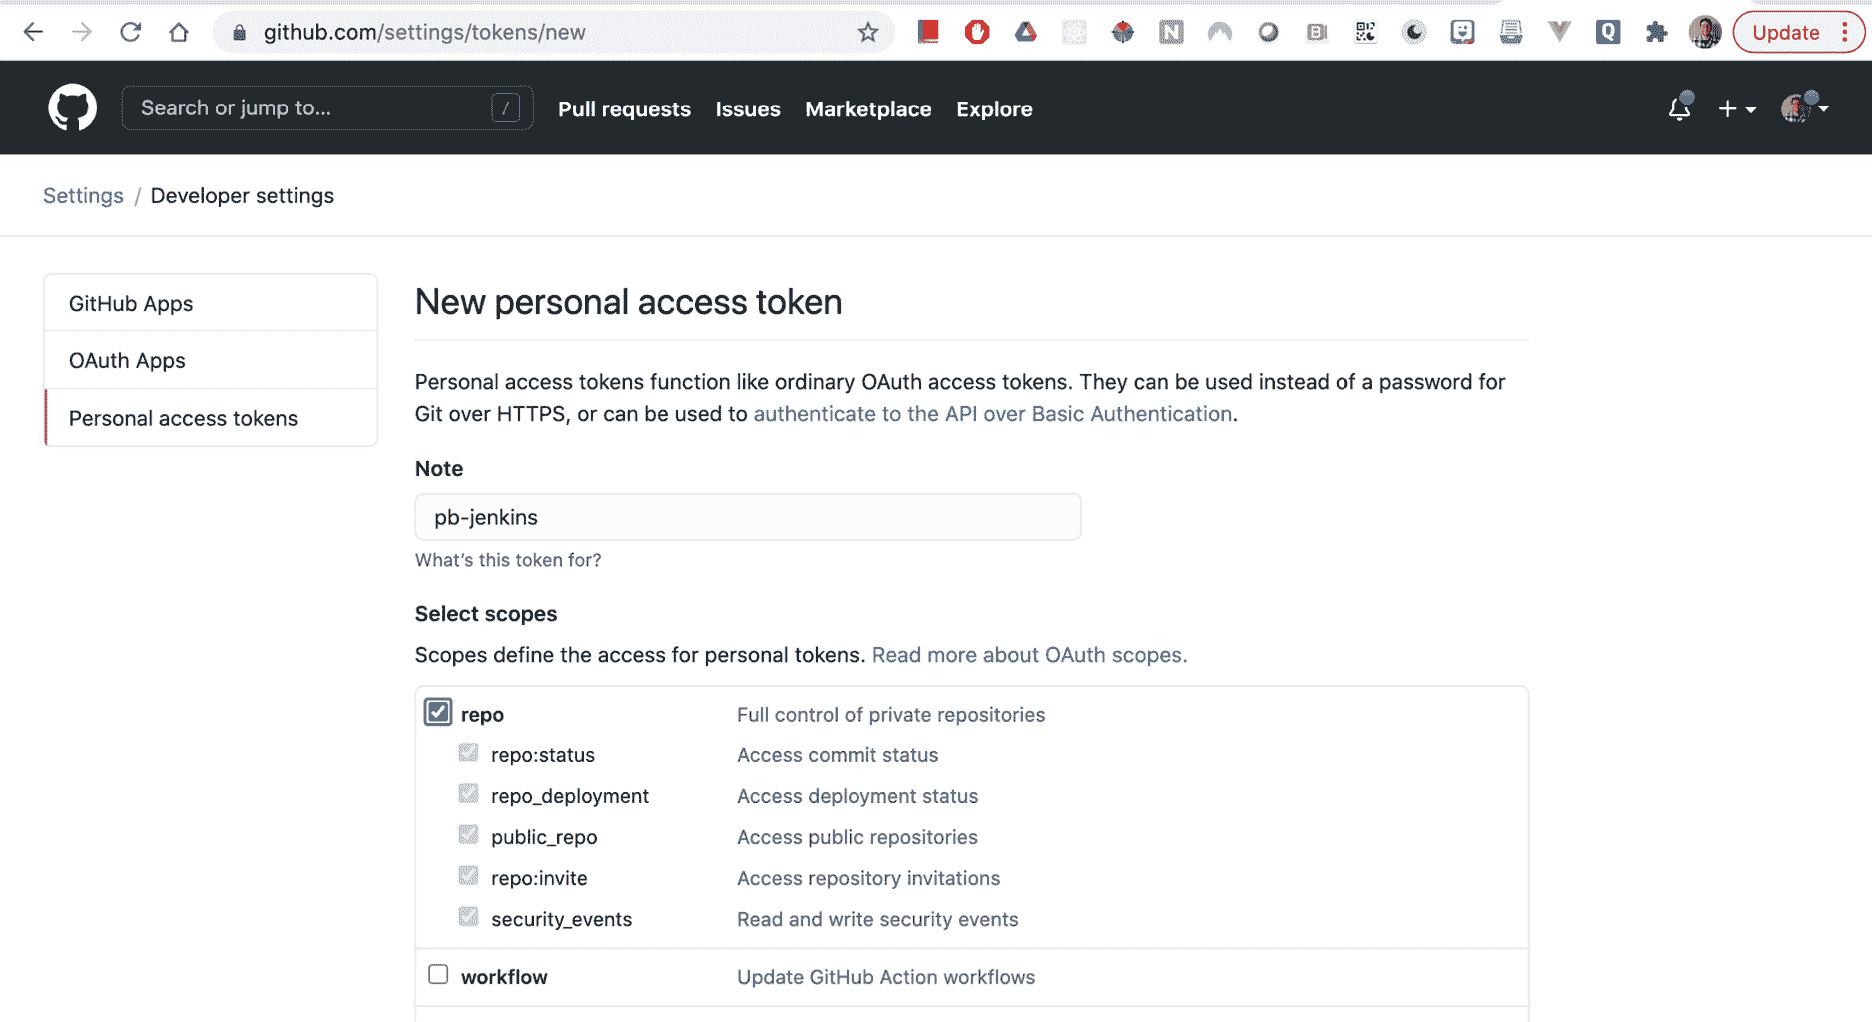 github.com/settings/tokens/new
N
B
Q
Update
Search or jump to...
/
Pull requests
Issues
Marketplace
Explore
Settings / Developer settings
GitHub Apps
OAuth Apps
Personal access tokens
New personal access token
Personal access tokens function like ordinary OAuth access tokens. They can be used instead of a password for
Git over HTTPS, or can be used to authenticate to the API over Basic Authentication.
Note
pb-jenkins
What's this token for?
Select scopes
Scopes define the access for personal tokens. Read more about OAuth scopes.
repo Full control of private repositories
repo:status Access commit status
repo_deployment Access deployment status
public_repo Access public repositories
repo:invite Access repository invitations
security_events Read and write security events
workflow Update GitHub Action workflows